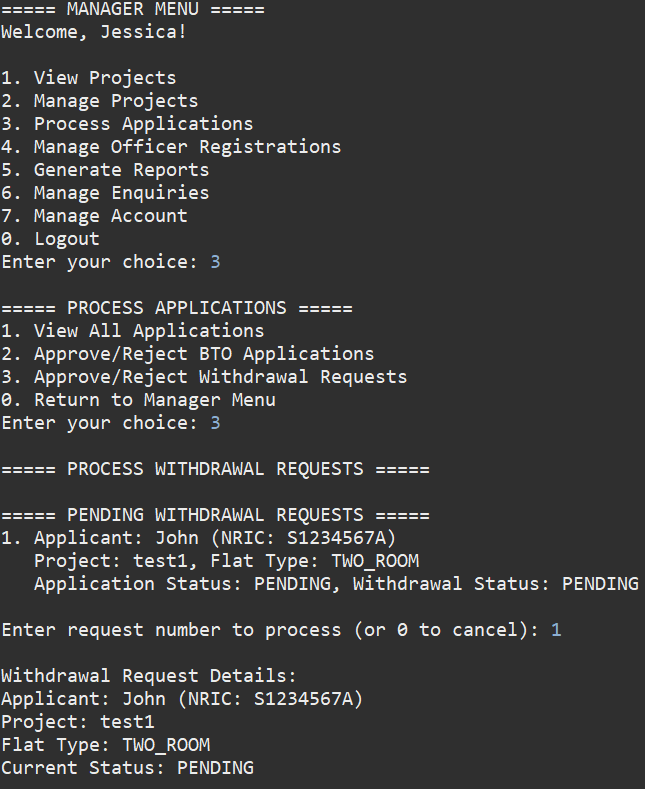 ===== MANAGER MENU =====
Welcome, Jessica!
1. View Projects
2. Manage Projects
3. Process Applications
4. Manage Officer Registrations
5. Generate Reports
6. Manage Enquiries
7. Manage Account
0. Logout
Enter your choice: 3
===== PROCESS APPLICATIONS =====
1. View All Applications
2. Approve/Reject BTO Applications
3. Approve/Reject Withdrawal Requests
0. Return to Manager Menu
Enter your choice: 3
===== PROCESS WITHDRAWAL REQUESTS =====
===== PENDING WITHDRAWAL REQUESTS =====
1. Applicant: John (NRIC: S1234567A)
   Project: test1, Flat Type: TWO_ROOM
   Application Status: PENDING, Withdrawal Status: PENDING
Enter request number to process (or 0 to cancel): 1
Withdrawal Request Details:
Applicant: John (NRIC: S1234567A)
Project: test1
Flat Type: TWO_ROOM
Current Status: PENDING